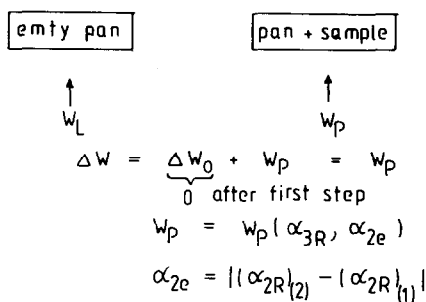 emty pan
pan + sample
W_L
W_P
ΔW = ΔW_0 + W_P = W_P
0 after first step
W_P = W_P ( α_3R, α_2e )
α_2e = |(α_2R)_(2) − (α_2R)_(1)|